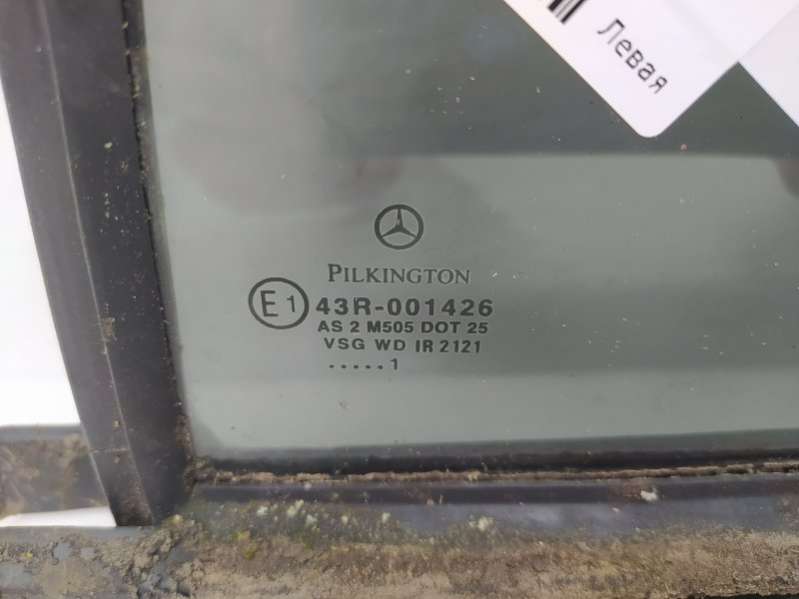 Левая
PILKINGTON
E1 43R-001426
AS 2 M505 DOT 25
VSG WD IR 2121
.....1